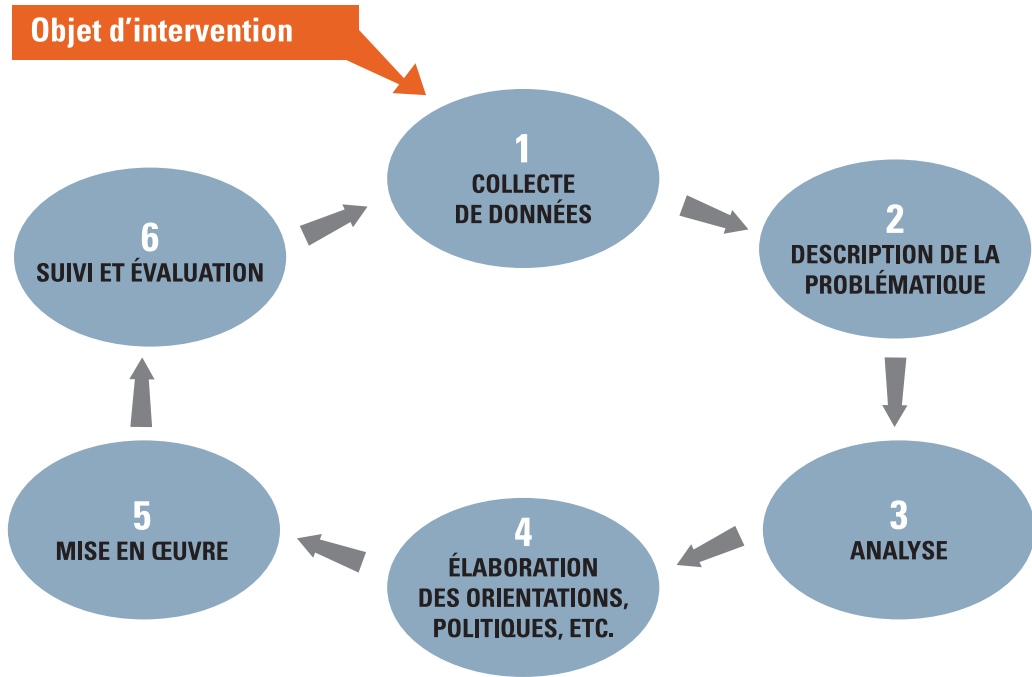 Objet d’intervention
1
COLLECTE
DE DONNÉES
2
DESCRIPTION DE LA
PROBLÉMATIQUE
3
ANALYSE
4
ÉLABORATION
DES ORIENTATIONS,
POLITIQUES, ETC.
5
MISE EN ŒUVRE
6
SUIVI ET ÉVALUATION